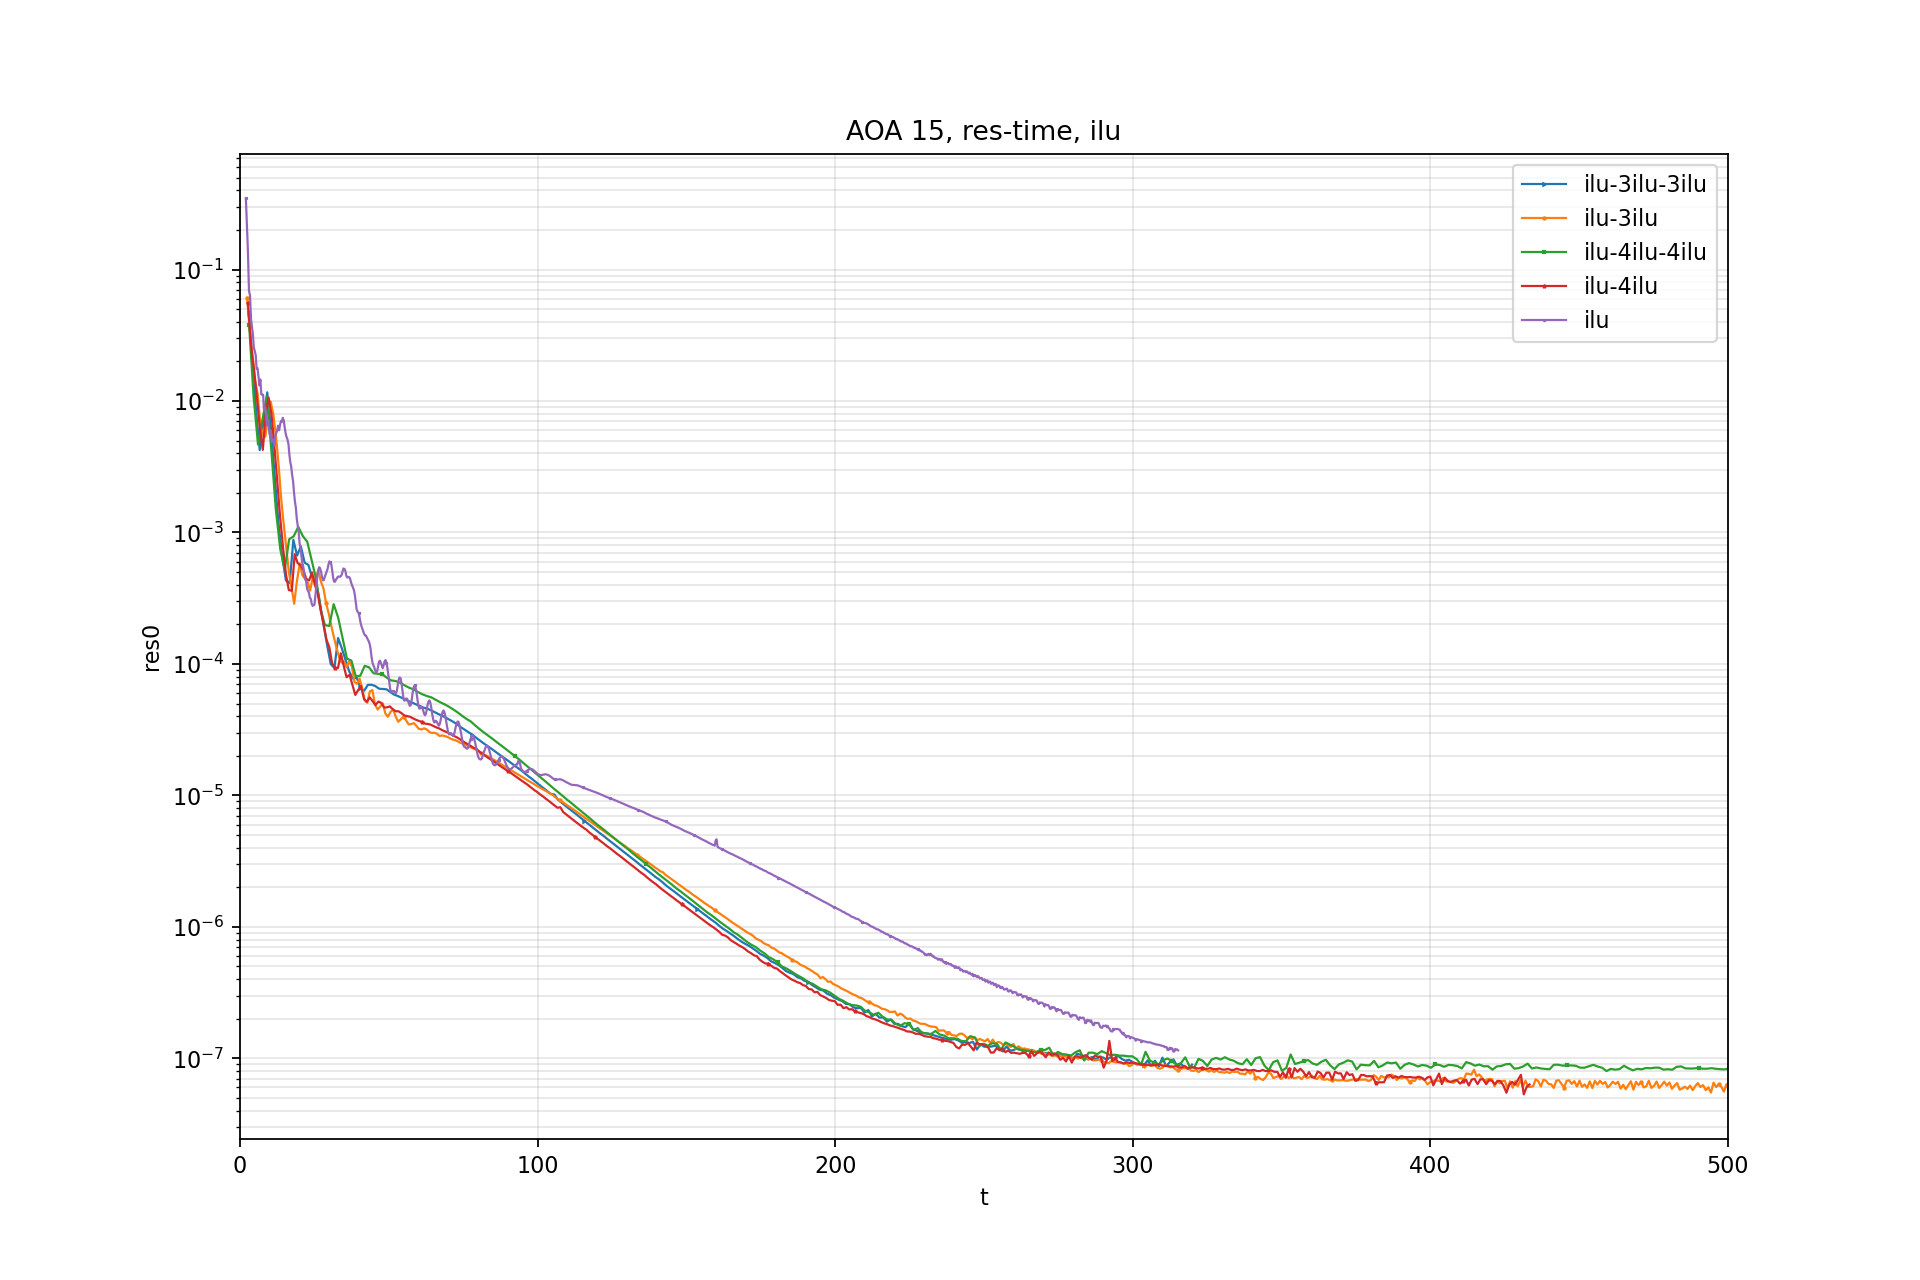 AOA 15, res-time, ilu
ilu-3ilu-3ilu
ilu-3ilu
ilu-4ilu-4ilu
ilu-4ilu
ilu
10⁻¹
10⁻²
10⁻³
10⁻⁴
10⁻⁵
10⁻⁶
10⁻⁷
res0
0 100 200 300 400 500
t